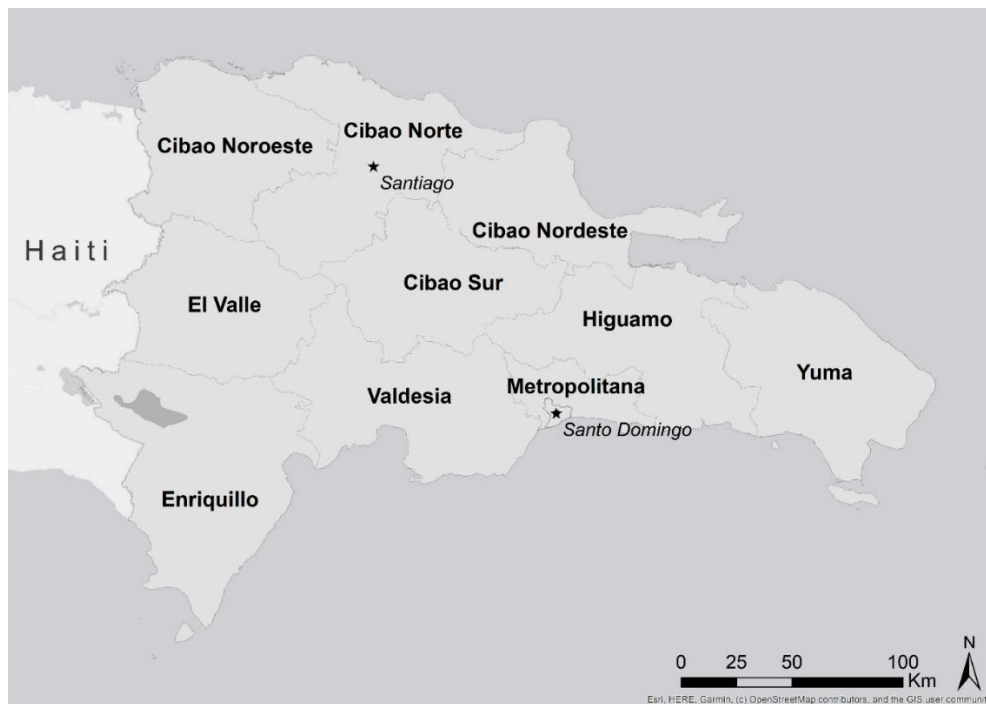 Cibao Norte
Cibao Noroeste
Santiago
Cibao Nordeste
Haiti
Cibao Sur
El Valle
Higuamo
Yuma
Metropolitana
Valdesia
Santo Domingo
Enriquillo
N
0 25 50 100
Km
Esri, HERE, Garmin, (c) OpenStreetMap contributors, and the GIS user communit